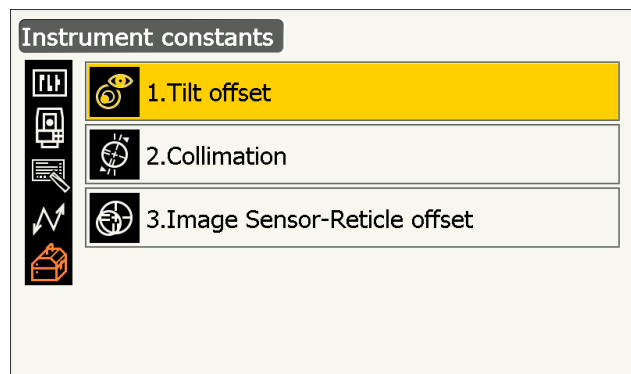 Instrument constants
1.Tilt offset
2.Collimation
3.Image Sensor-Reticle offset